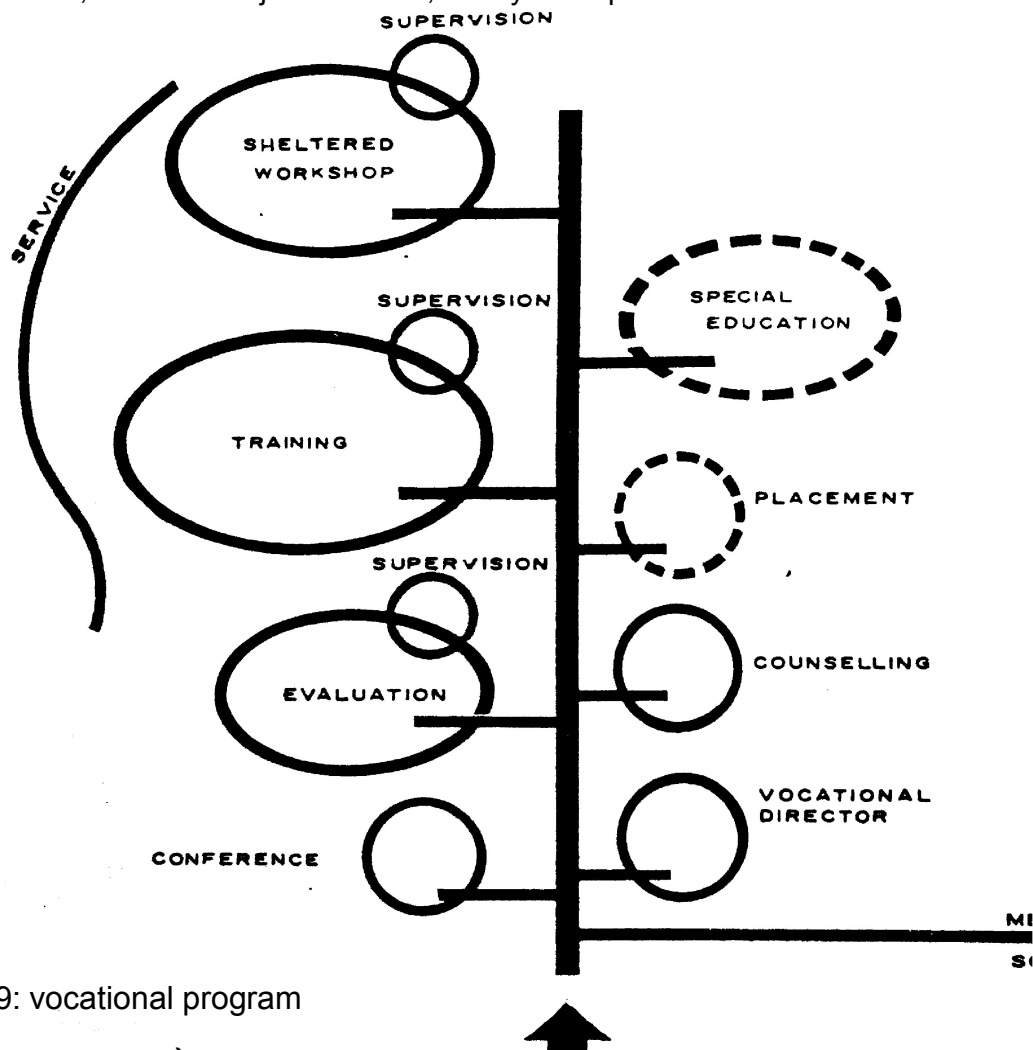 SUPERVISION
SHELTERED
WORKSHOP
SERVICE
SPECIAL
EDUCATION
SUPERVISION
TRAINING
PLACEMENT
SUPERVISION
COUNSELLING
EVALUATION
VOCATIONAL
DIRECTOR
CONFERENCE
9: vocational program